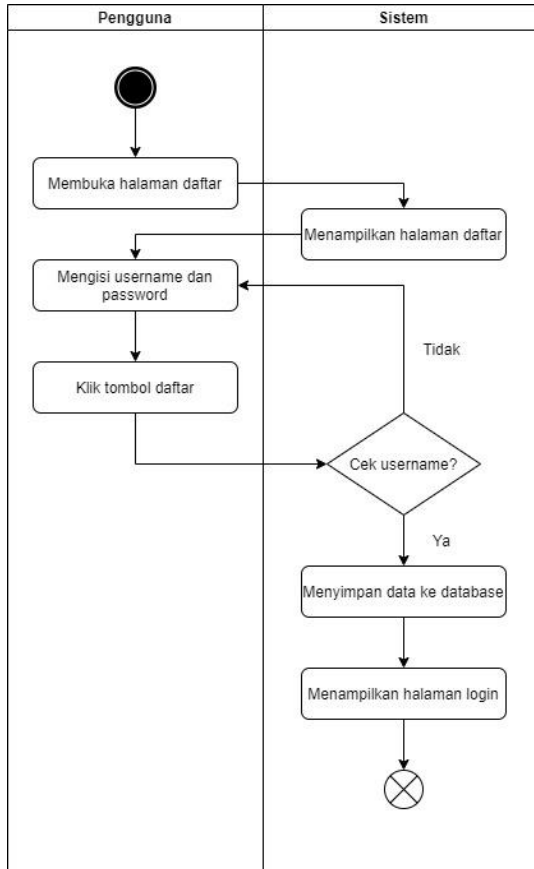 Pengguna
Sistem
Membuka halaman daftar
Menampilkan halaman daftar
Mengisi username dan
password
Tidak
Klik tombol daftar
Cek username?
Ya
Menyimpan data ke database
Menampilkan halaman login